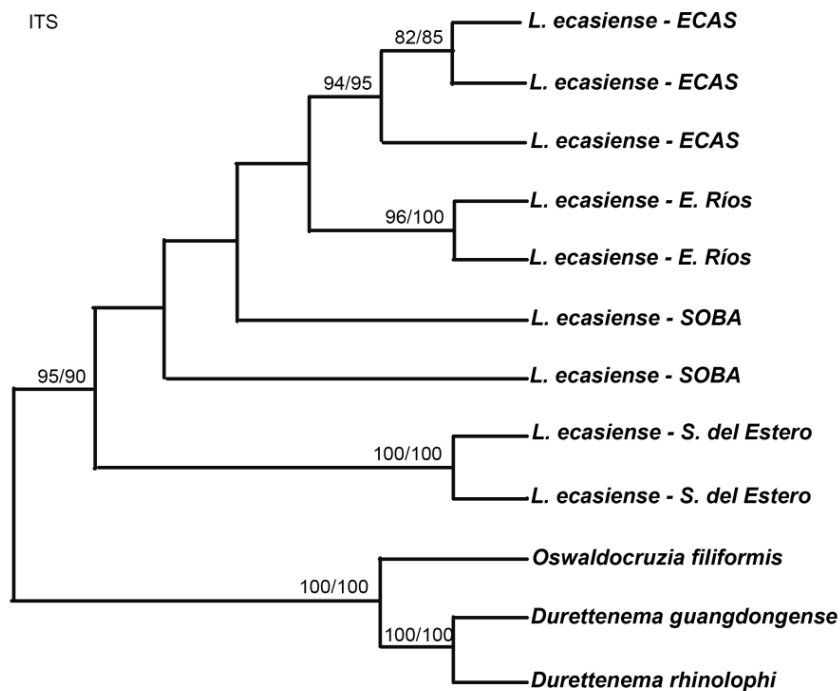 ITS
L. ecasiense - ECAS
82/85
L. ecasiense - ECAS
94/95
L. ecasiense - ECAS
L. ecasiense - E. Ríos
96/100
L. ecasiense - E. Ríos
L. ecasiense - SOBA
L. ecasiense - SOBA
95/90
L. ecasiense - S. del Estero
100/100
L. ecasiense - S. del Estero
Oswaldocruzia filiformis
100/100
Durettenema guangdongense
100/100
Durettenema rhinolophi